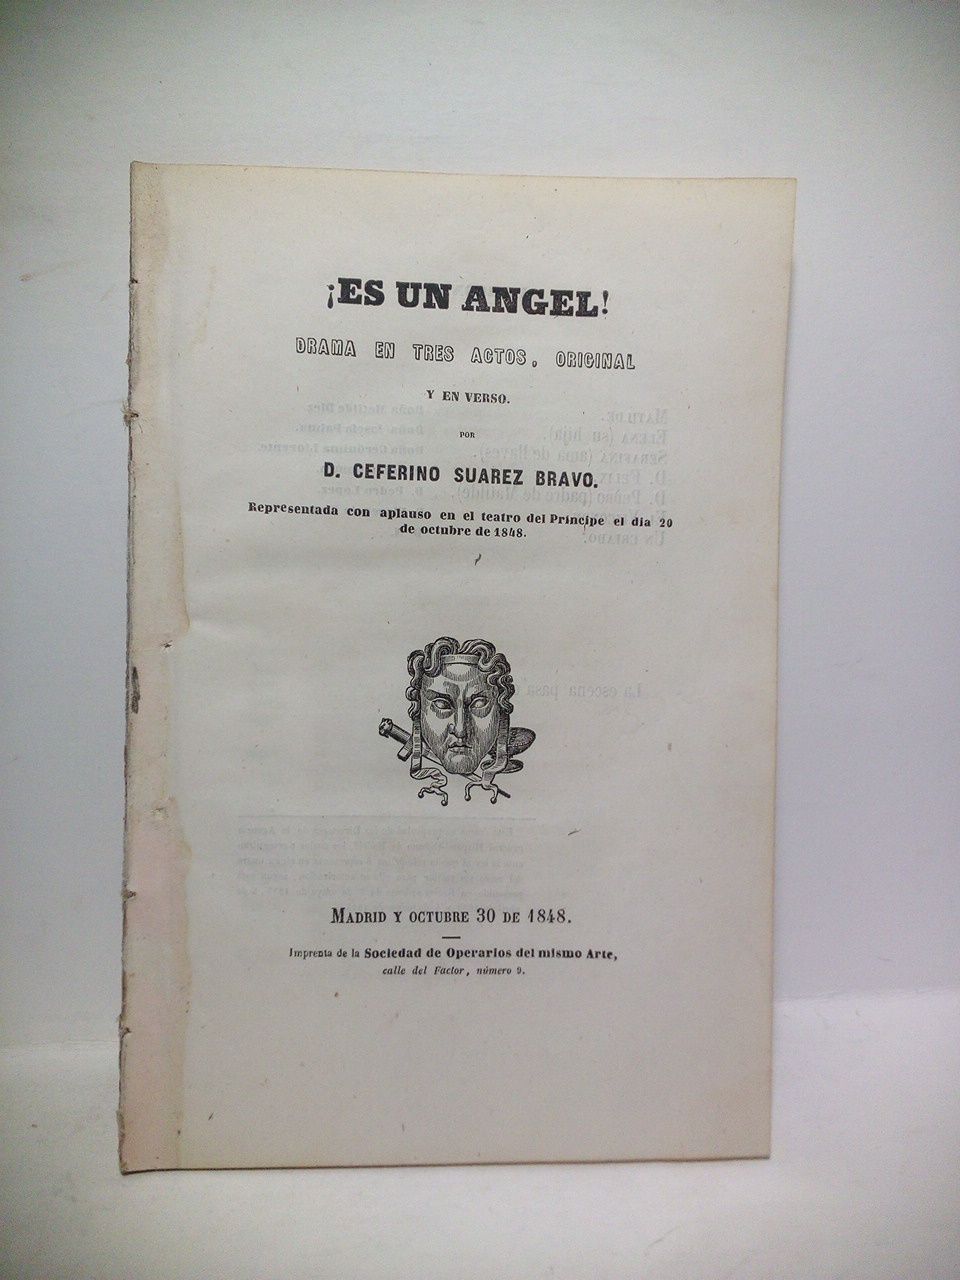 ¡ES UN ANGEL!
DRAMA EN TRES ACTOS, ORIGINAL
Y EN VERSO.
POR
D. CEFERINO SUAREZ BRAVO.
Representada con aplauso en el teatro del Príncipe el dia 20
de octubre de 1848.
MADRID Y OCTUBRE 30 DE 1848.
Imprenta de la Sociedad de Operarios del mismo Arte,
calle del Factor, número 9.